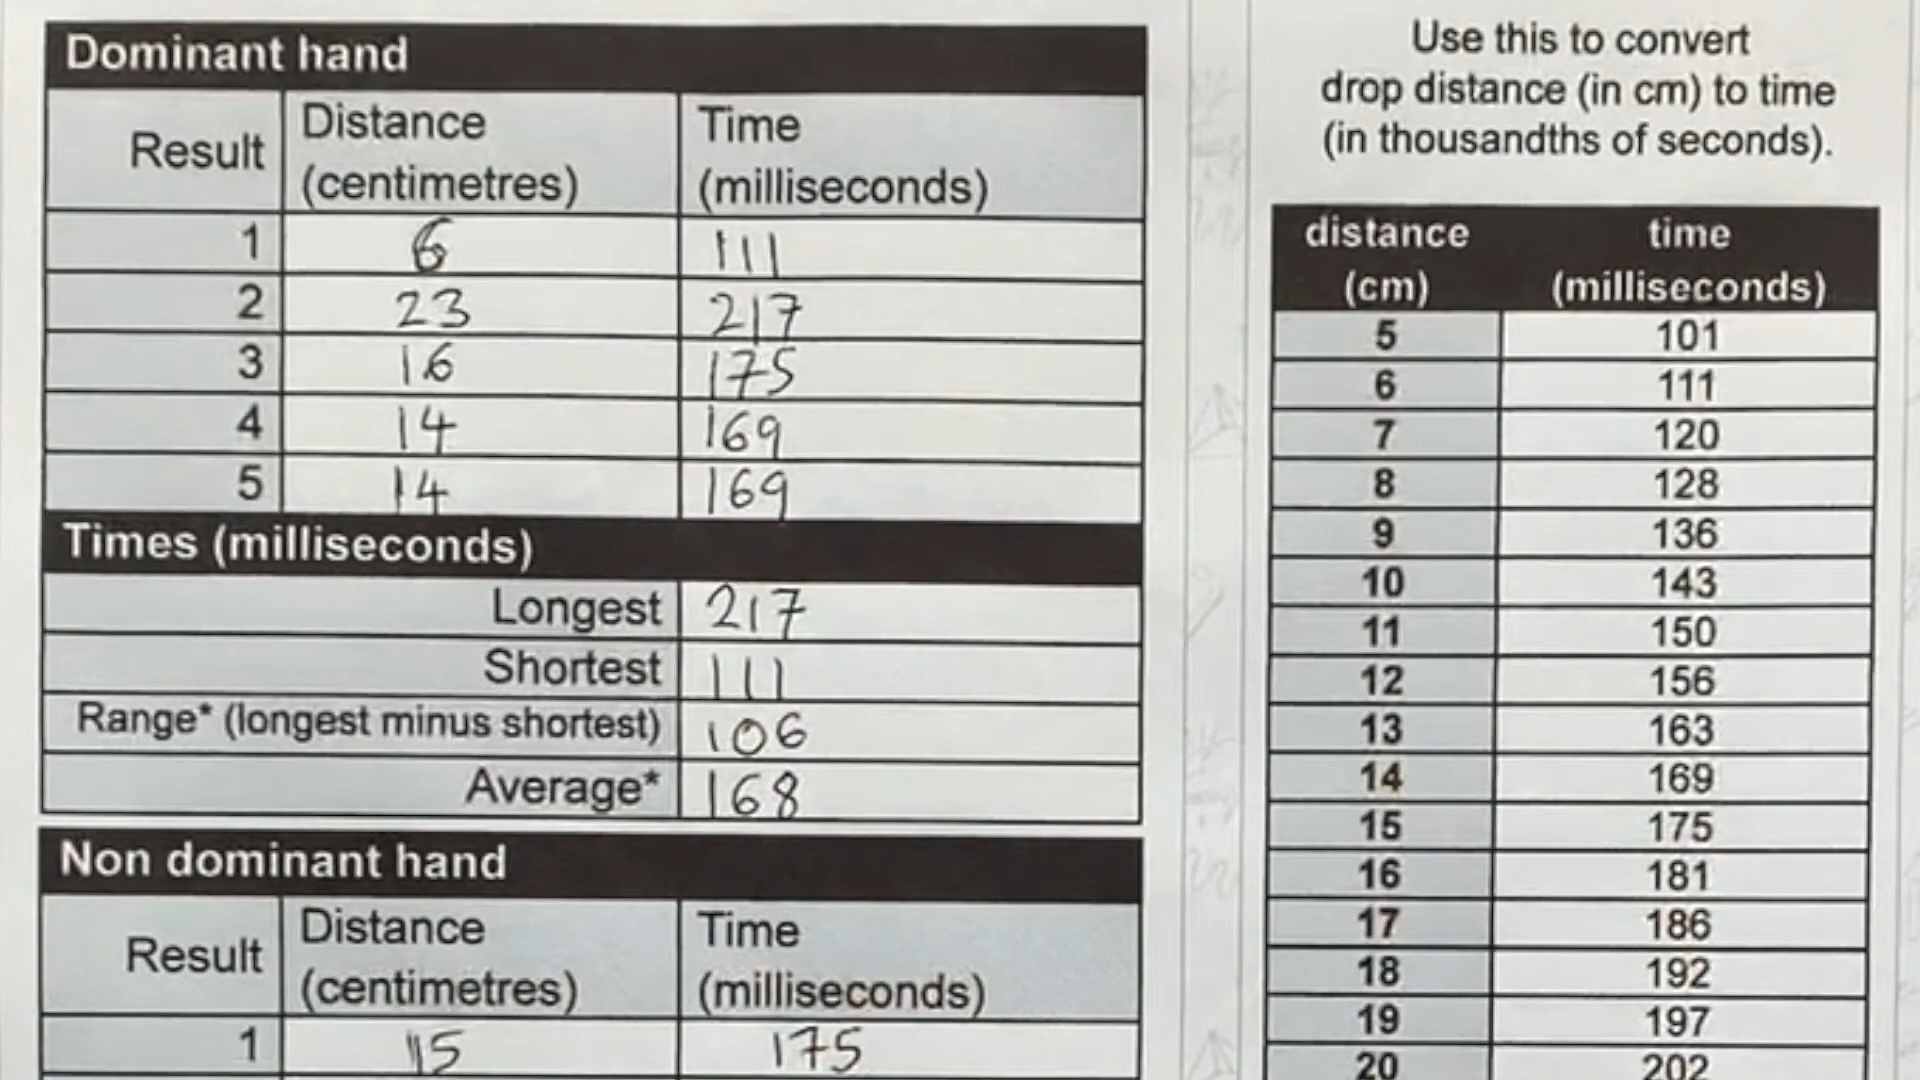 Dominant hand
Result Distance (centimetres) Time (milliseconds)
1 6 111
2 23 217
3 16 175
4 14 169
5 14 169
Times (milliseconds)
Longest 217
Shortest 111
Range* (longest minus shortest) 106
Average* 168
Non dominant hand
Result Distance (centimetres) Time (milliseconds)
1 15 175
Use this to convert
drop distance (in cm) to time
(in thousandths of seconds).
distance (cm) time (milliseconds)
5 101
6 111
7 120
8 128
9 136
10 143
11 150
12 156
13 163
14 169
15 175
16 181
17 186
18 192
19 197
20 202